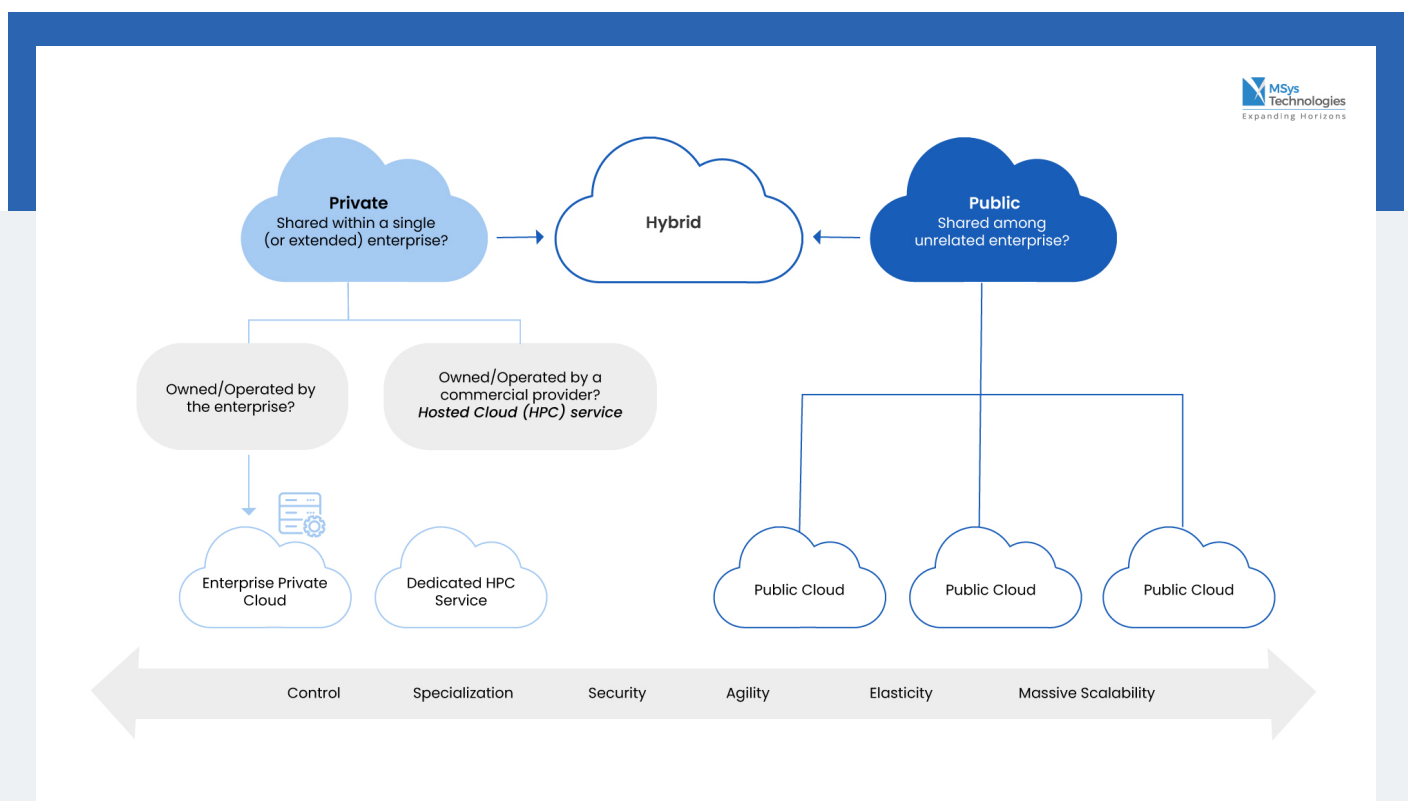 MSys
Technologies
Expanding Horizons
Private
Shared within a single
(or extended) enterprise?
Hybrid
Public
Shared among
unrelated enterprise?
Owned/Operated by
the enterprise?
Owned/Operated by a
commercial provider?
Hosted Cloud (HPC) service
Enterprise Private
Cloud
Dedicated HPC
Service
Public Cloud
Public Cloud
Public Cloud
Control
Specialization
Security
Agility
Elasticity
Massive Scalability